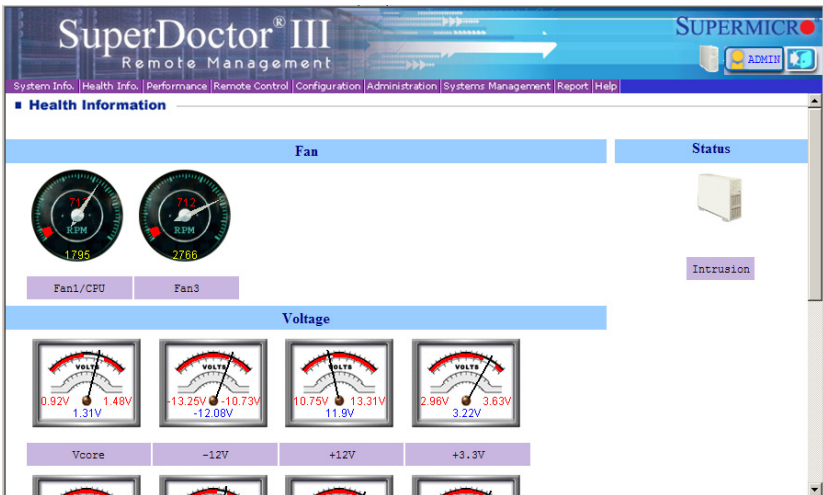 SuperDoctor® III
Remote Management
SUPERMICRO
ADMIN
System Info. Health Info. Performance Remote Control Configuration Administration Systems Management Report Help
Health Information
Fan
Status
712
RPM
1795
712
RPM
2766
Fan1/CPU Fan3
Intrusion
Voltage
VOLTS
0.92V 1.48V
1.31V
VOLTS
-13.25V -10.73V
-12.08V
VOLTS
10.75V 13.31V
11.9V
VOLTS
2.96V 3.63V
3.22V
Vcore -12V +12V +3.3V